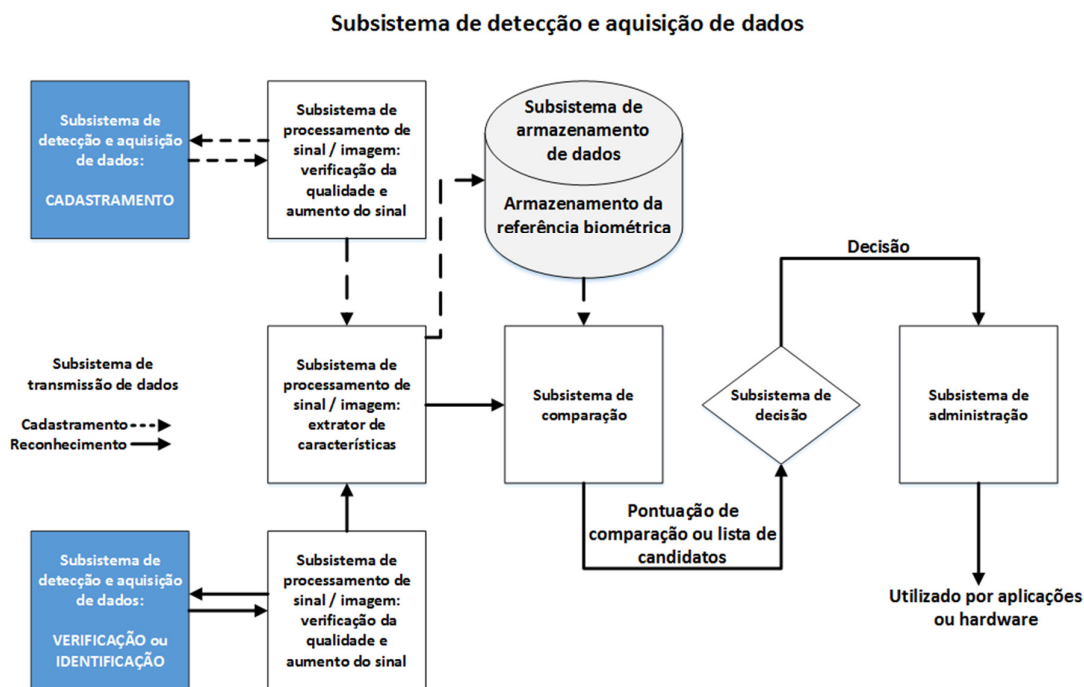 Subsistema de detecção e aquisição de dados
Subsistema de
detecção e aquisição
de dados:
CADASTRAMENTO
Subsistema de
processamento de
sinal / imagem:
verificação da
qualidade e
aumento do sinal
Subsistema de
armazenamento
de dados
Armazenamento da
referência biométrica
Decisão
Subsistema de
transmissão de dados
Cadastramento
Reconhecimento
Subsistema de
processamento de
sinal / imagem:
extrator de
características
Subsistema de
comparação
Subsistema de
decisão
Subsistema de
administração
Pontuação de
comparação ou lista de
candidatos
Subsistema de
detecção e aquisição
de dados:
VERIFICAÇÃO ou
IDENTIFICAÇÃO
Subsistema de
processamento de
sinal / imagem:
verificação da
qualidade e
aumento do sinal
Utilizado por aplicações
ou hardware